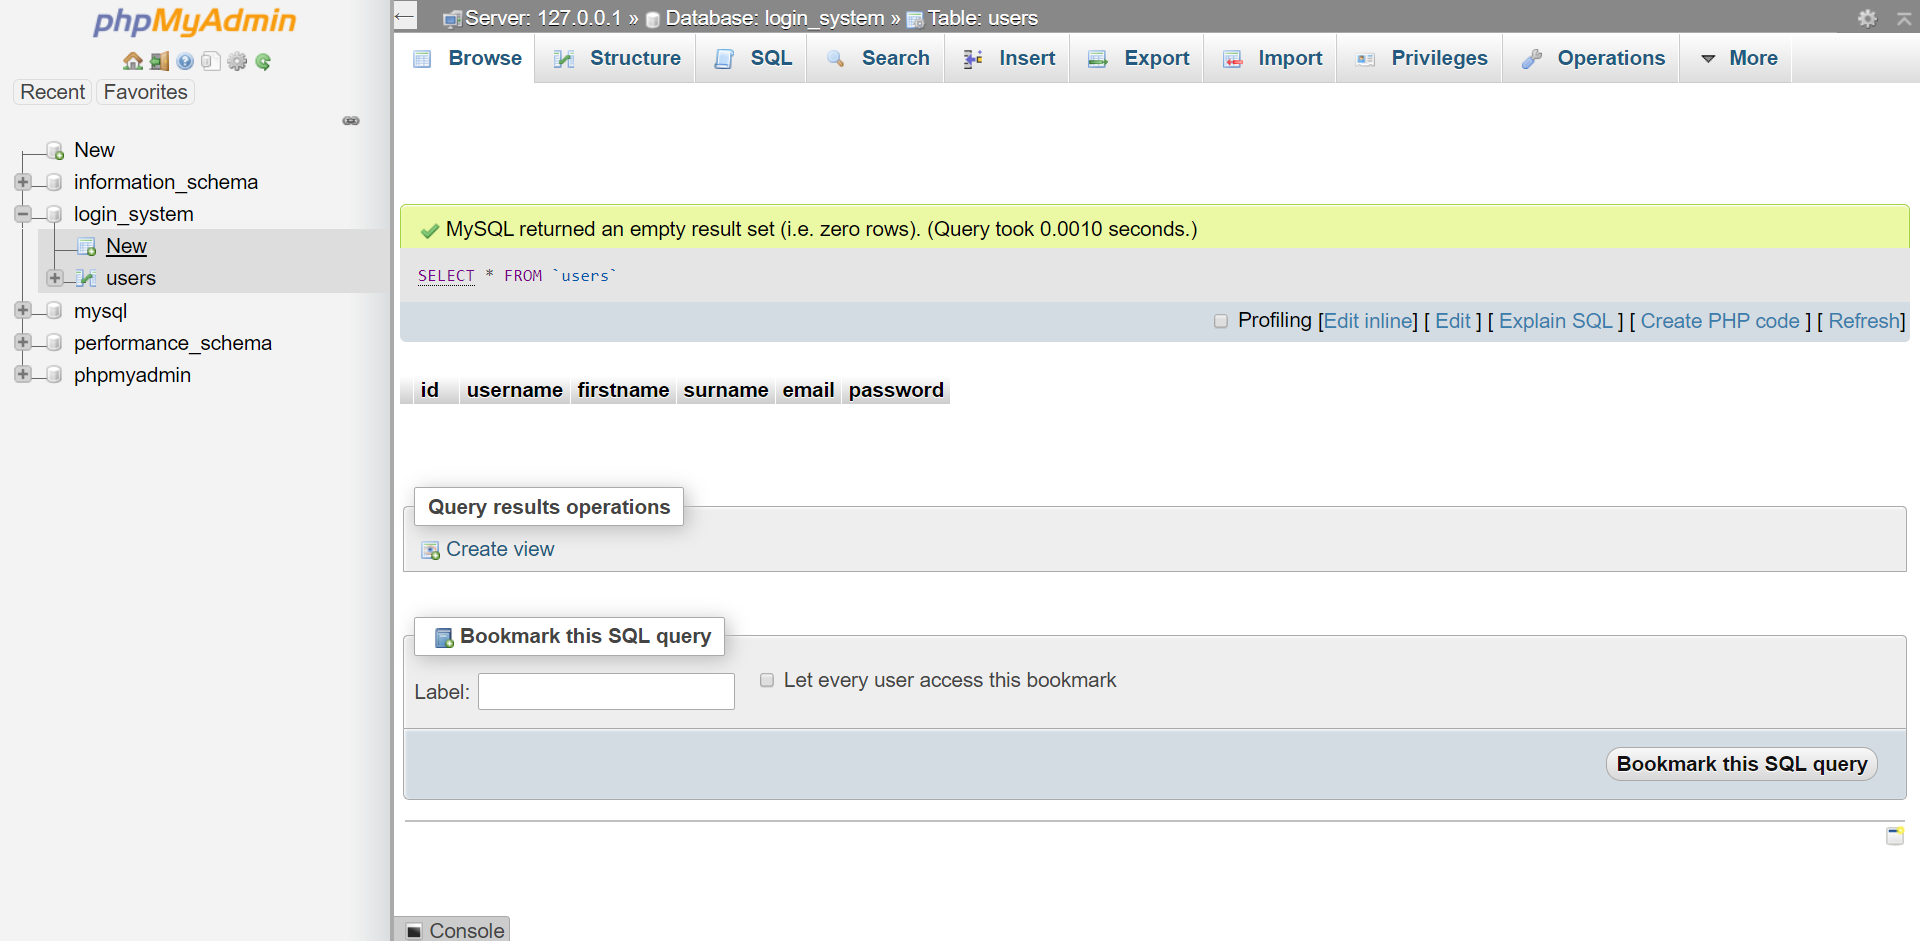 phpMyAdmin
Recent Favorites
New
information_schema
login_system
New
users
mysql
performance_schema
phpmyadmin
Server: 127.0.0.1 » Database: login_system » Table: users
Browse Structure SQL Search Insert Export Import Privileges Operations More
MySQL returned an empty result set (i.e. zero rows). (Query took 0.0010 seconds.)
SELECT * FROM `users`
Profiling [Edit inline] [ Edit ] [ Explain SQL ] [ Create PHP code ] [ Refresh]
id username firstname surname email password
Query results operations
Create view
Bookmark this SQL query
Label: Let every user access this bookmark
Bookmark this SQL query
Console